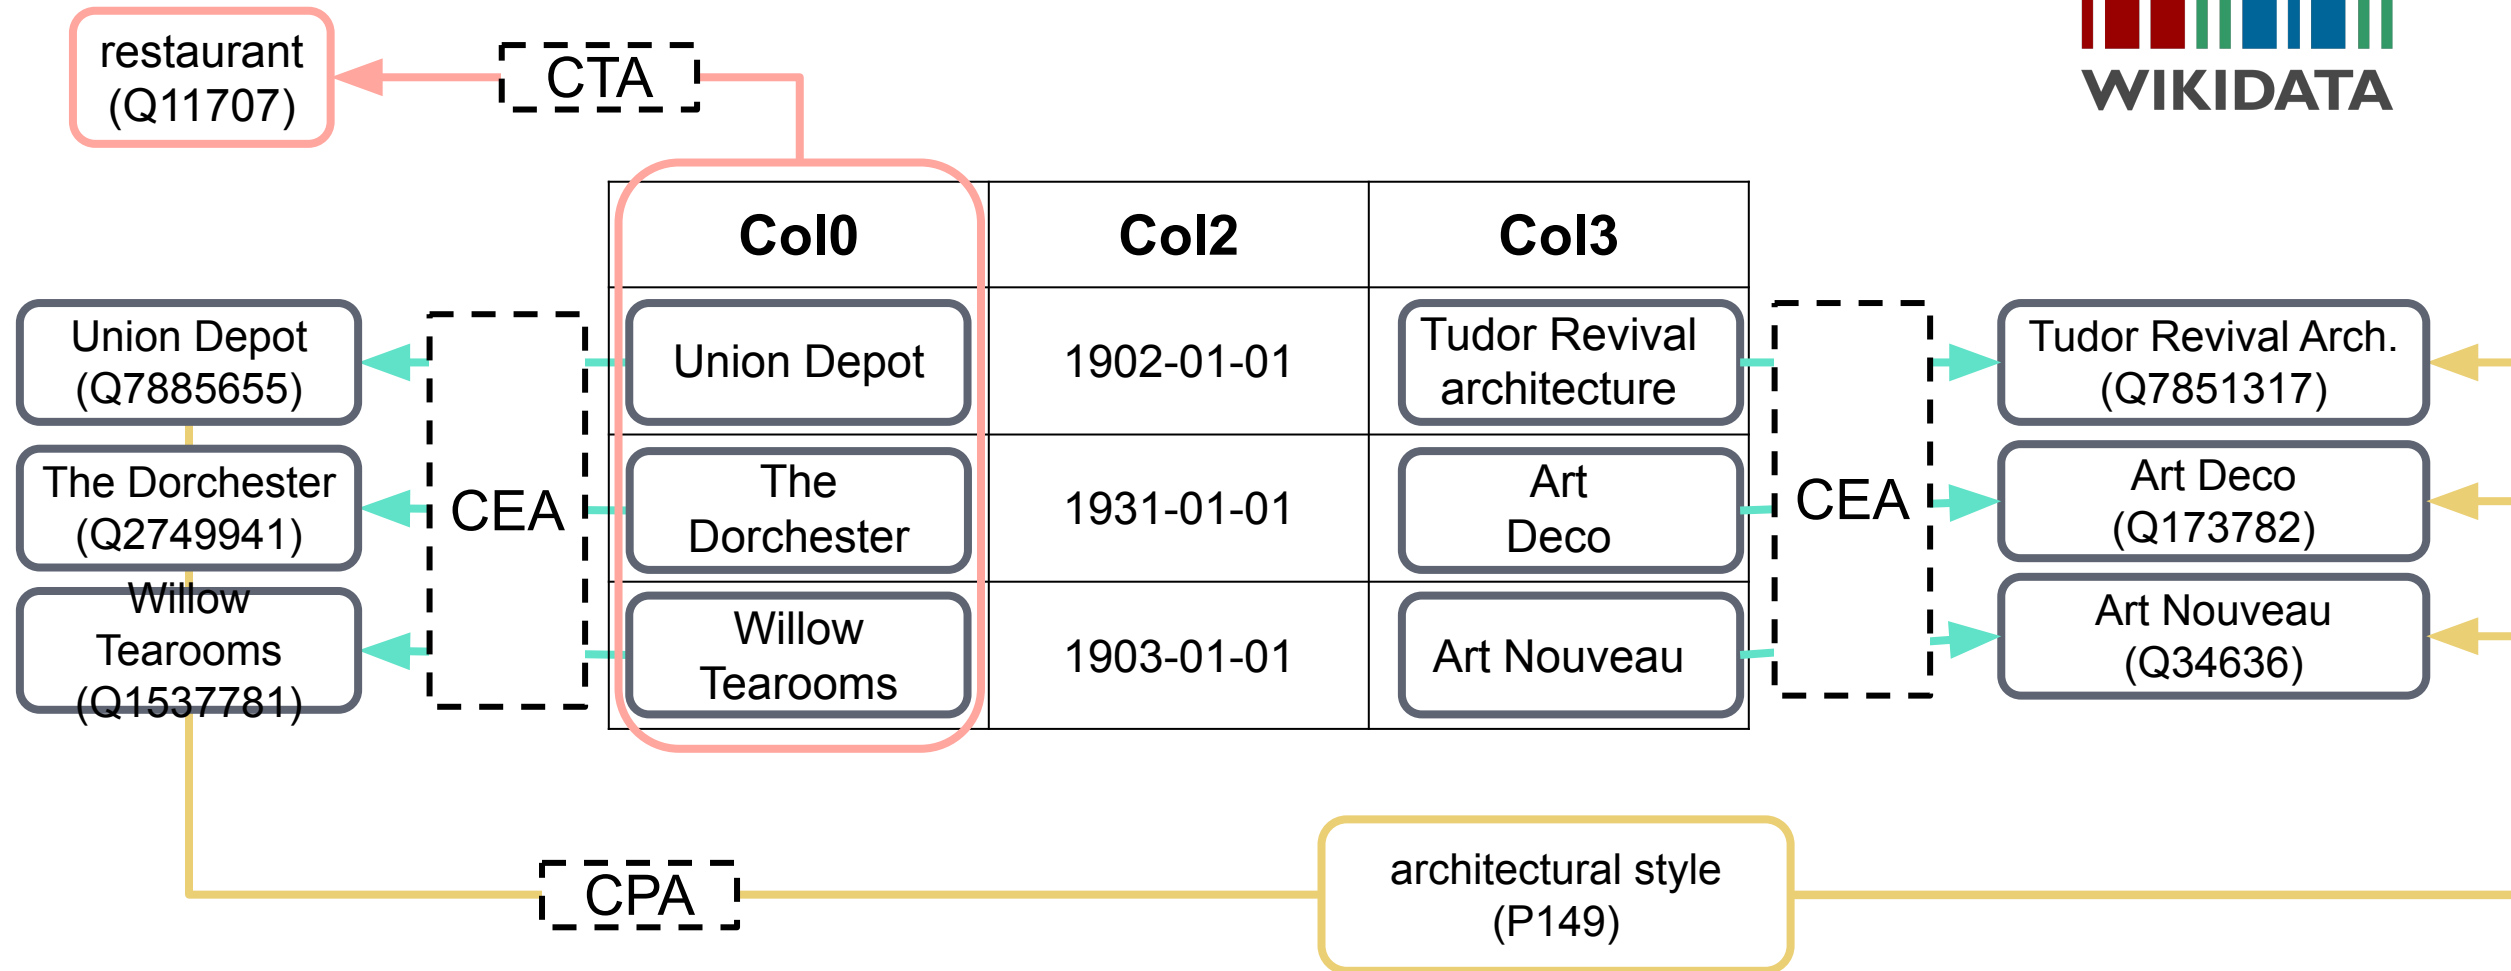 restaurant
(Q11707)
CTA
WIKIDATA
Col0 Col2 Col3
Union Depot
(Q7885655)
Union Depot
1902-01-01
Tudor Revival
architecture
Tudor Revival Arch.
(Q7851317)
The Dorchester
(Q2749941)
CEA
The
Dorchester
1931-01-01
Art
Deco
CEA
Art Deco
(Q173782)
Willow
Tearooms
(Q1537781)
Willow
Tearooms
1903-01-01
Art Nouveau
Art Nouveau
(Q34636)
CPA
architectural style
(P149)